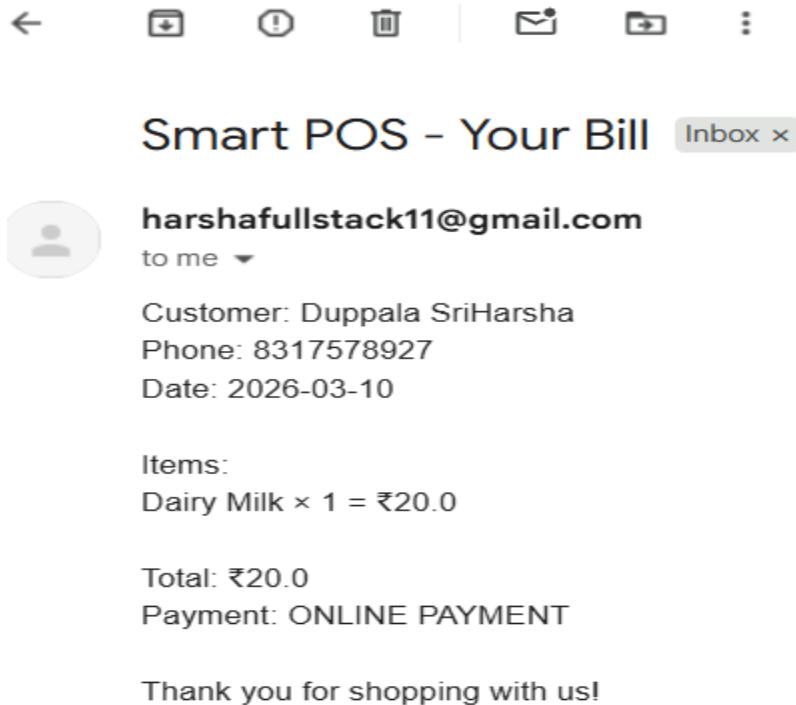 Smart POS - Your Bill Inbox ×
harshafullstack11@gmail.com
to me
Customer: Duppala SriHarsha
Phone: 8317578927
Date: 2026-03-10
Items:
Dairy Milk × 1 = ₹20.0
Total: ₹20.0
Payment: ONLINE PAYMENT
Thank you for shopping with us!